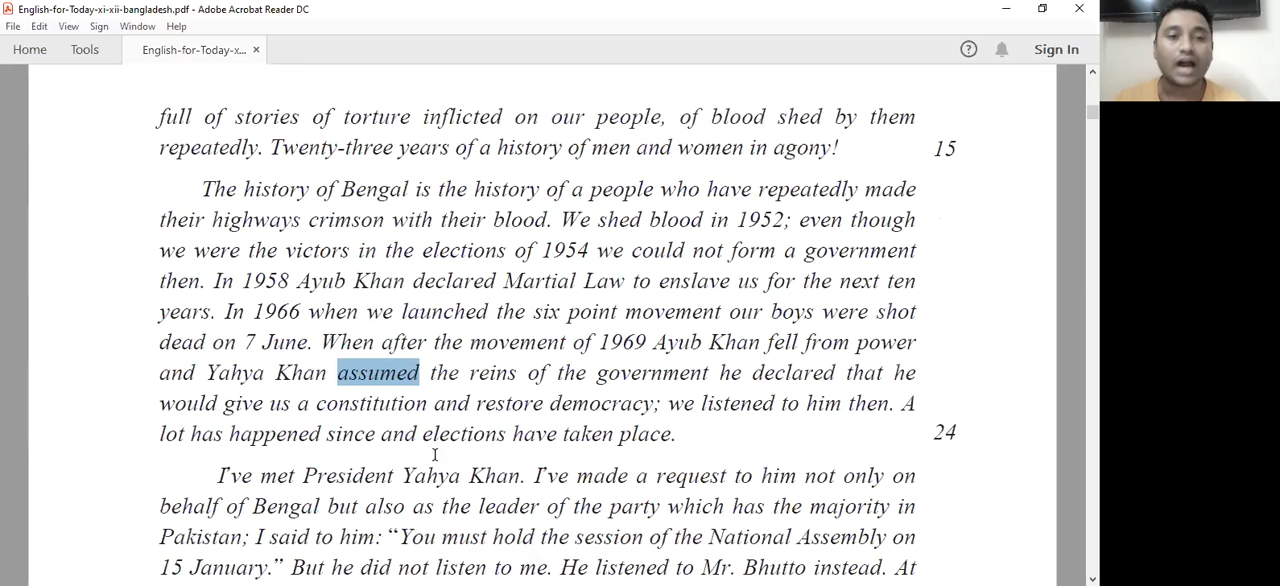 English-for-Today-xi-xii-bangladesh.pdf - Adobe Acrobat Reader DC
File Edit View Sign Window Help
Home Tools English-for-Today-x... × Sign In
full of stories of torture inflicted on our people, of blood shed by them
repeatedly. Twenty-three years of a history of men and women in agony! 15
The history of Bengal is the history of a people who have repeatedly made
their highways crimson with their blood. We shed blood in 1952; even though
we were the victors in the elections of 1954 we could not form a government
then. In 1958 Ayub Khan declared Martial Law to enslave us for the next ten
years. In 1966 when we launched the six point movement our boys were shot
dead on 7 June. When after the movement of 1969 Ayub Khan fell from power
and Yahya Khan assumed the reins of the government he declared that he
would give us a constitution and restore democracy; we listened to him then. A
lot has happened since and elections have taken place. 24
I've met President Yahya Khan. I've made a request to him not only on
behalf of Bengal but also as the leader of the party which has the majority in
Pakistan; I said to him: “You must hold the session of the National Assembly on
15 January.” But he did not listen to me. He listened to Mr. Bhutto instead. At